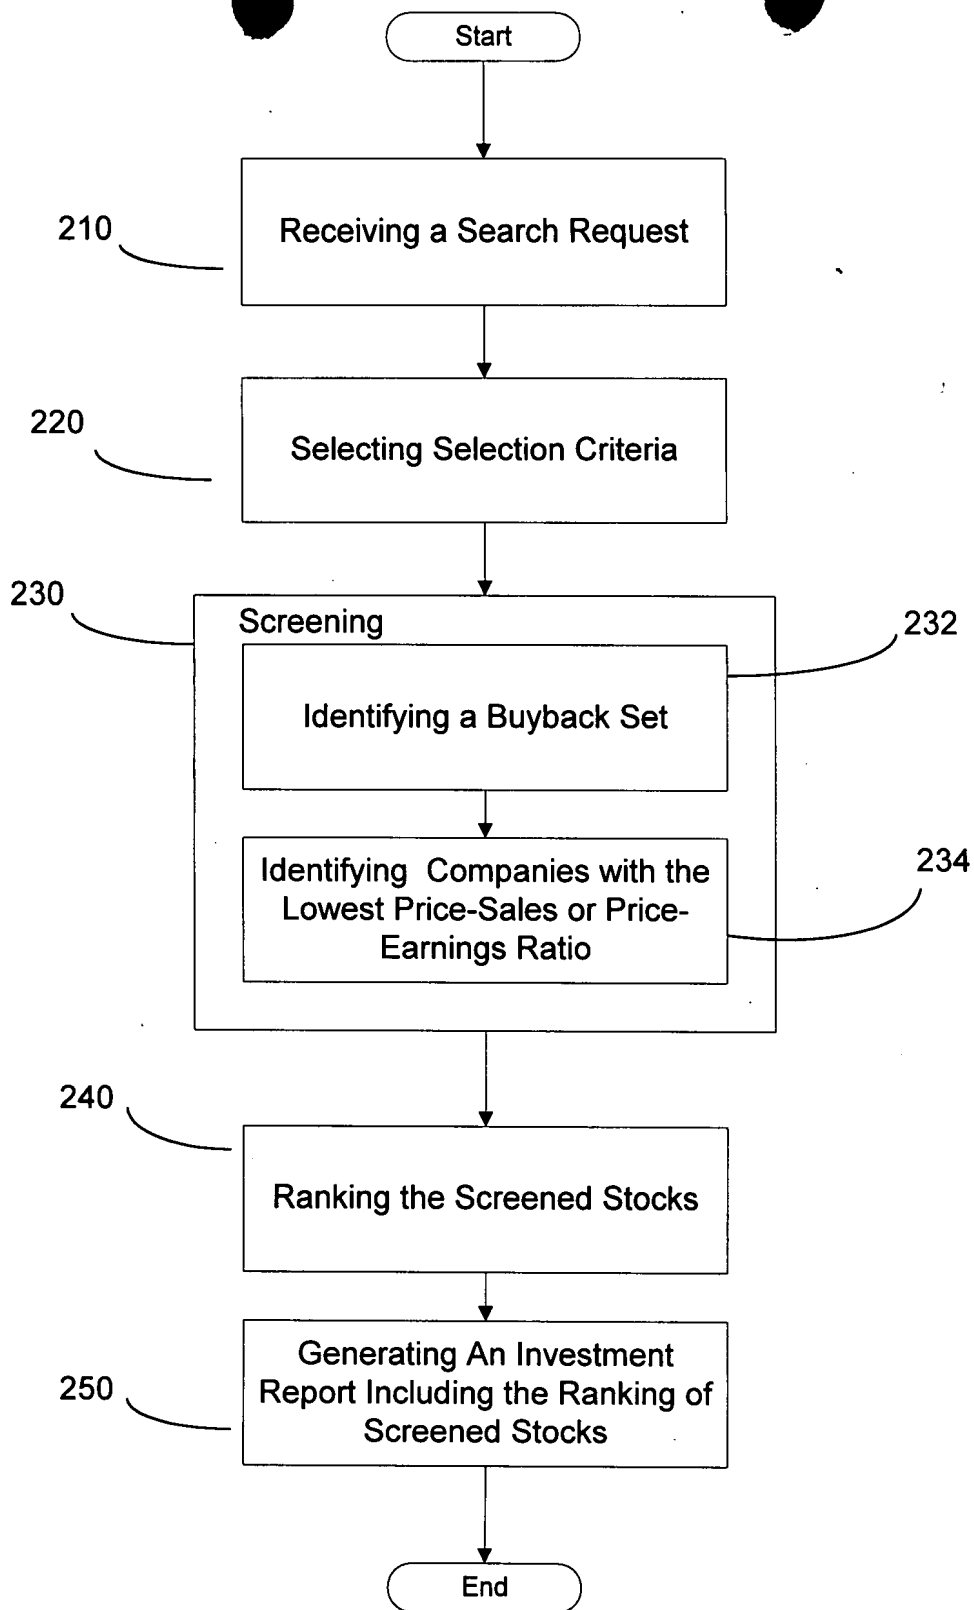 Start
210
Receiving a Search Request
220
Selecting Selection Criteria
230
Screening
232
Identifying a Buyback Set
234
Identifying Companies with the
Lowest Price-Sales or Price-
Earnings Ratio
240
Ranking the Screened Stocks
250
Generating An Investment
Report Including the Ranking of
Screened Stocks
End